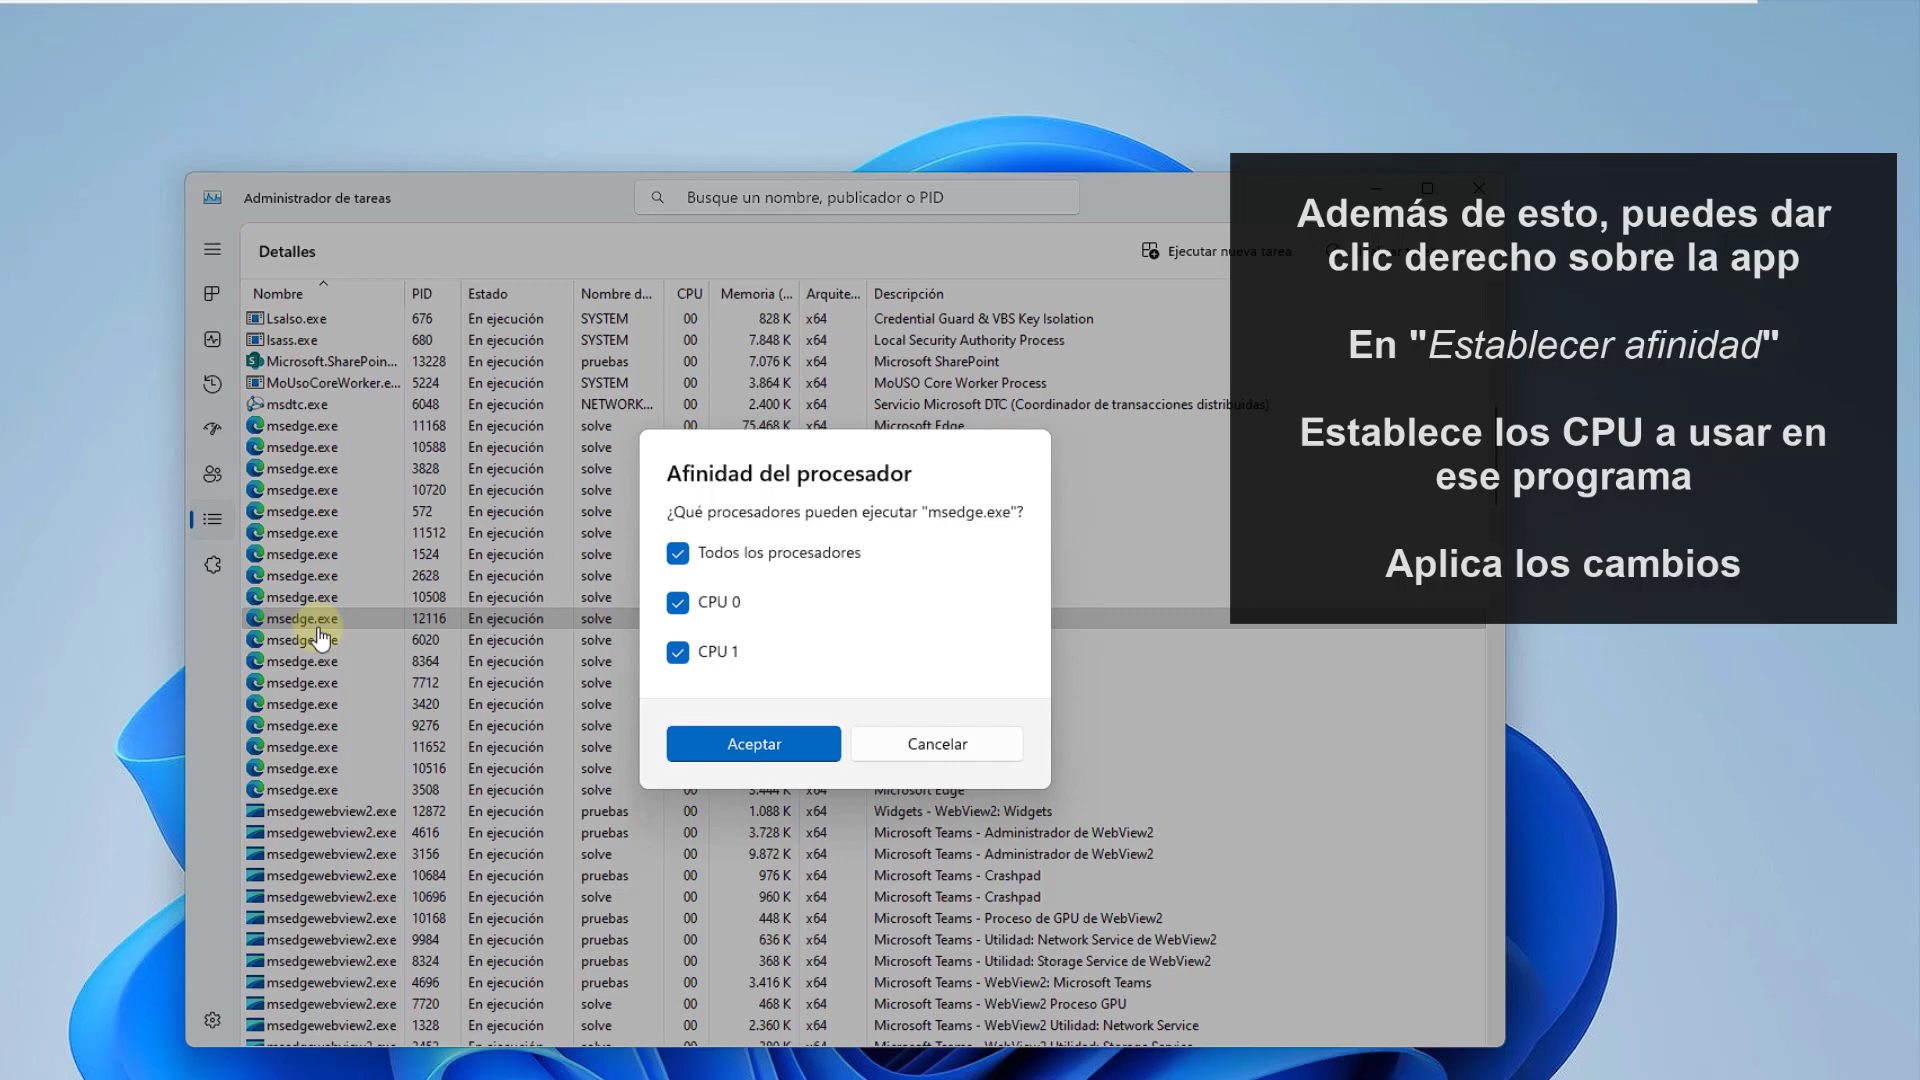 Administrador de tareas
Busque un nombre, publicador o PID
Además de esto, puedes dar
clic derecho sobre la app
En "Establecer afinidad"
Establece los CPU a usar en
ese programa
Aplica los cambios
Detalles
Ejecutar nueva tarea
Nombre PID Estado Nombre d... CPU Memoria (... Arquite... Descripción
Lsalso.exe 676 En ejecución SYSTEM 00 828 K x64 Credential Guard & VBS Key Isolation
lsass.exe 680 En ejecución SYSTEM 00 7.848 K x64 Local Security Authority Process
Microsoft.SharePoin... 13228 En ejecución pruebas 00 7.076 K x64 Microsoft SharePoint
MoUsoCoreWorker.e... 5224 En ejecución SYSTEM 00 3.864 K x64 MoUSO Core Worker Process
msdtc.exe 6048 En ejecución NETWORK... 00 2.400 K x64 Servicio Microsoft DTC (Coordinador de transacciones distribuidas)
msedge.exe 11168 En ejecución solve 00 75.468 K x64 Microsoft Edge
msedge.exe 10588 En ejecución solve
msedge.exe 3828 En ejecución solve
msedge.exe 10720 En ejecución solve
msedge.exe 572 En ejecución solve
msedge.exe 11512 En ejecución solve
msedge.exe 1524 En ejecución solve
msedge.exe 2628 En ejecución solve
msedge.exe 10508 En ejecución solve
msedge.exe 12116 En ejecución solve
msedge.exe 6020 En ejecución solve
msedge.exe 8364 En ejecución solve
msedge.exe 7712 En ejecución solve
msedge.exe 3420 En ejecución solve
msedge.exe 9276 En ejecución solve
msedge.exe 11652 En ejecución solve
msedge.exe 10516 En ejecución solve
msedge.exe 3508 En ejecución solve 00 3.444 K x64 Microsoft Edge
msedgewebview2.exe 12872 En ejecución pruebas 00 1.088 K x64 Widgets - WebView2: Widgets
msedgewebview2.exe 4616 En ejecución pruebas 00 3.728 K x64 Microsoft Teams - Administrador de WebView2
msedgewebview2.exe 3156 En ejecución solve 00 9.872 K x64 Microsoft Teams - Administrador de WebView2
msedgewebview2.exe 10684 En ejecución pruebas 00 976 K x64 Microsoft Teams - Crashpad
msedgewebview2.exe 10696 En ejecución solve 00 960 K x64 Microsoft Teams - Crashpad
msedgewebview2.exe 10168 En ejecución pruebas 00 448 K x64 Microsoft Teams - Proceso de GPU de WebView2
msedgewebview2.exe 9984 En ejecución pruebas 00 636 K x64 Microsoft Teams - Utilidad: Network Service de WebView2
msedgewebview2.exe 8324 En ejecución pruebas 00 368 K x64 Microsoft Teams - Utilidad: Storage Service de WebView2
msedgewebview2.exe 4696 En ejecución pruebas 00 3.416 K x64 Microsoft Teams - WebView2: Microsoft Teams
msedgewebview2.exe 7720 En ejecución solve 00 468 K x64 Microsoft Teams - WebView2 Proceso GPU
msedgewebview2.exe 1328 En ejecución solve 00 2.360 K x64 Microsoft Teams - WebView2 Utilidad: Network Service
Afinidad del procesador
¿Qué procesadores pueden ejecutar "msedge.exe"?
Todos los procesadores
CPU 0
CPU 1
Aceptar
Cancelar